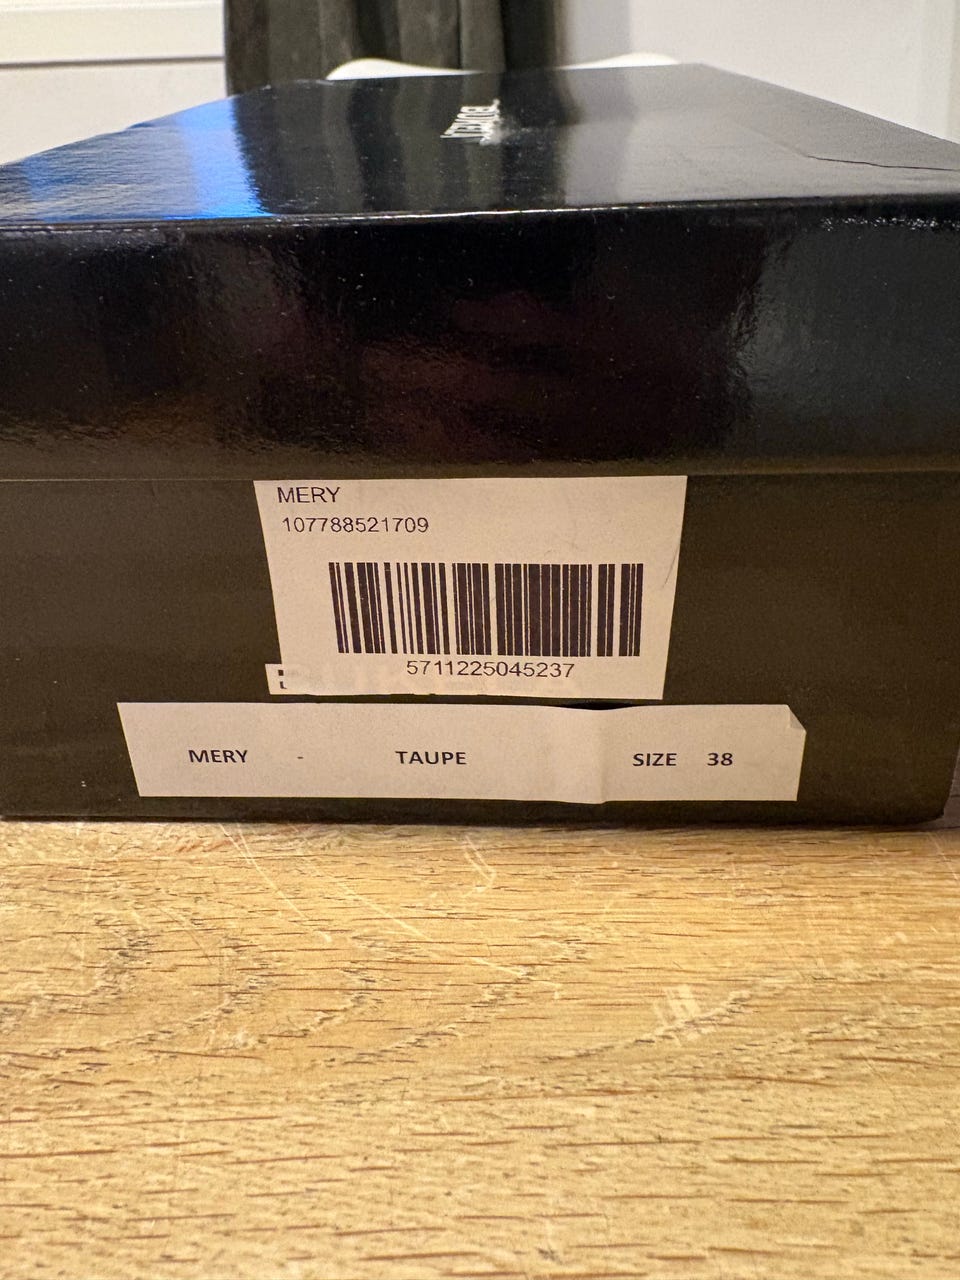 MERY
107788521709
5711225045237
MERY - TAUPE SIZE 38